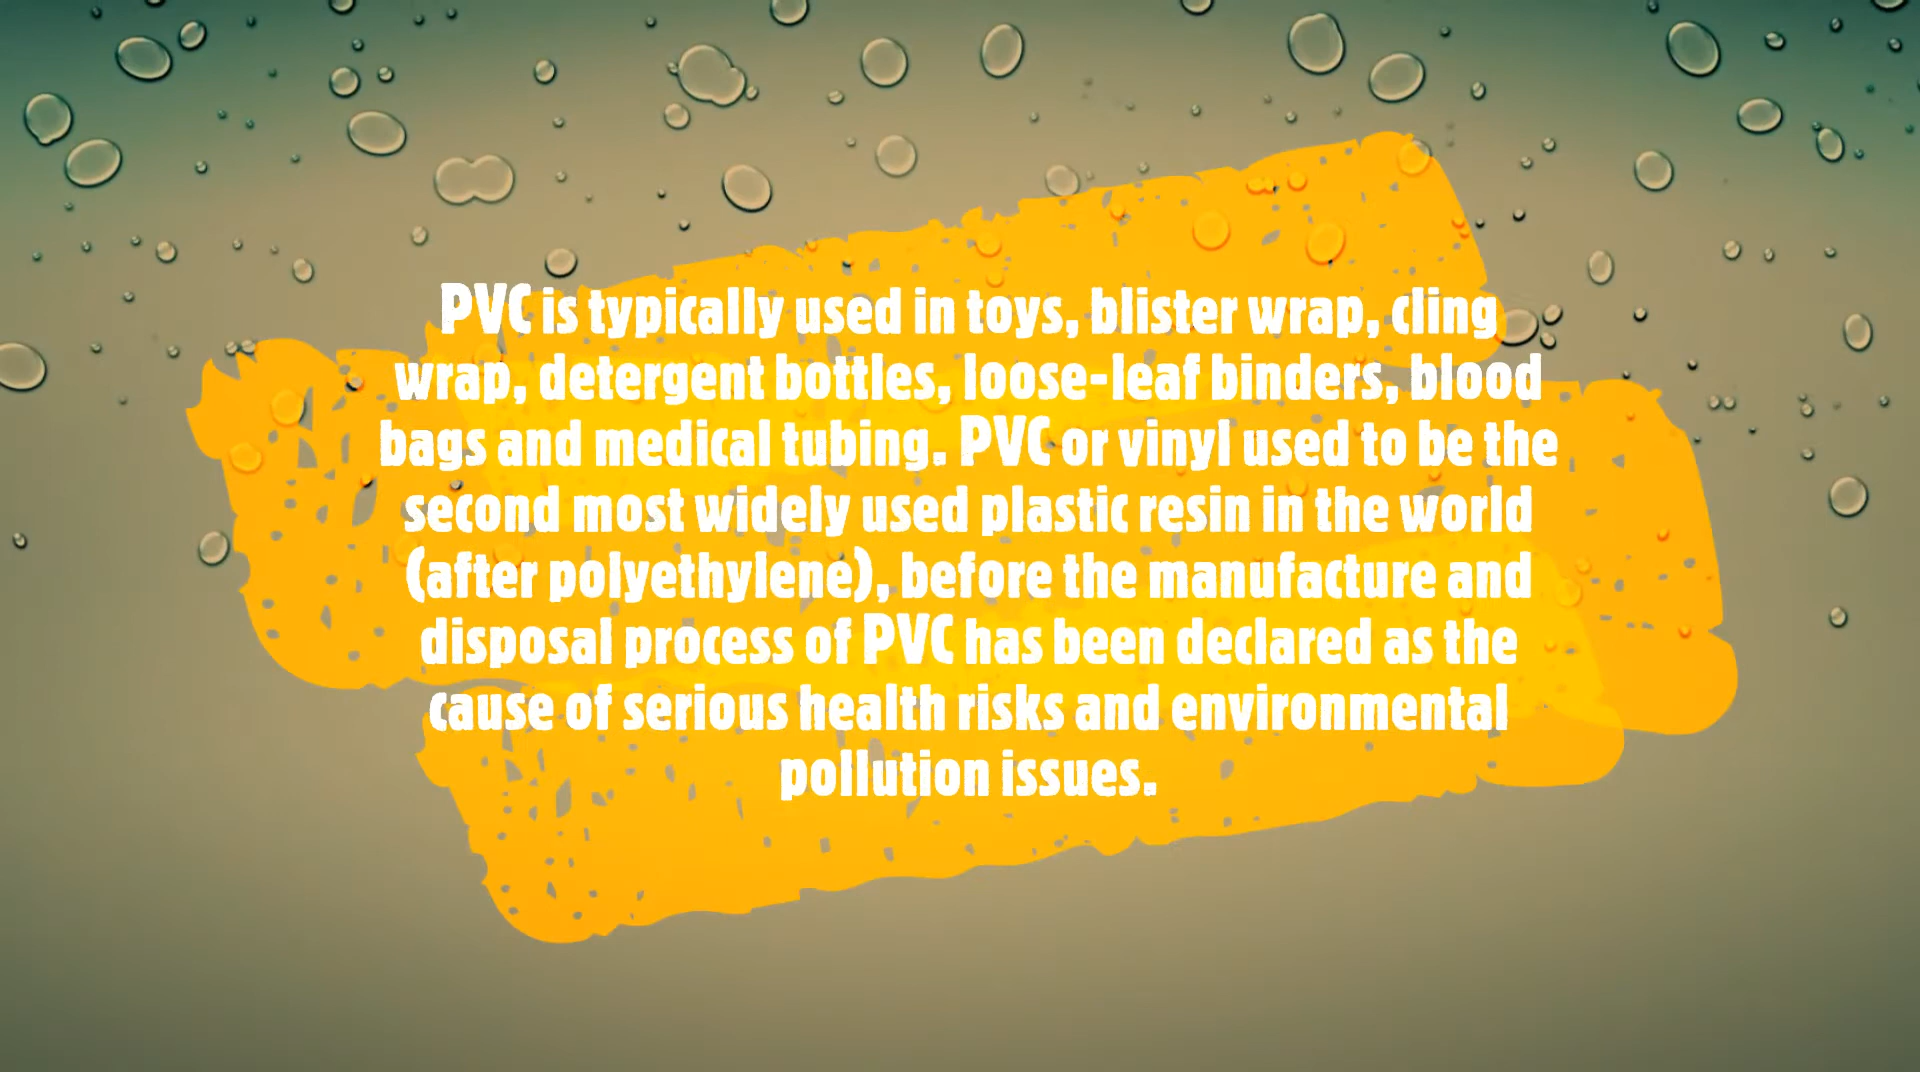 PVC is typically used in toys, blister wrap, cling
wrap, detergent bottles, loose-leaf binders, blood
bags and medical tubing. PVC or vinyl used to be the
second most widely used plastic resin in the world
(after polyethylene), before the manufacture and
disposal process of PVC has been declared as the
cause of serious health risks and environmental
pollution issues.